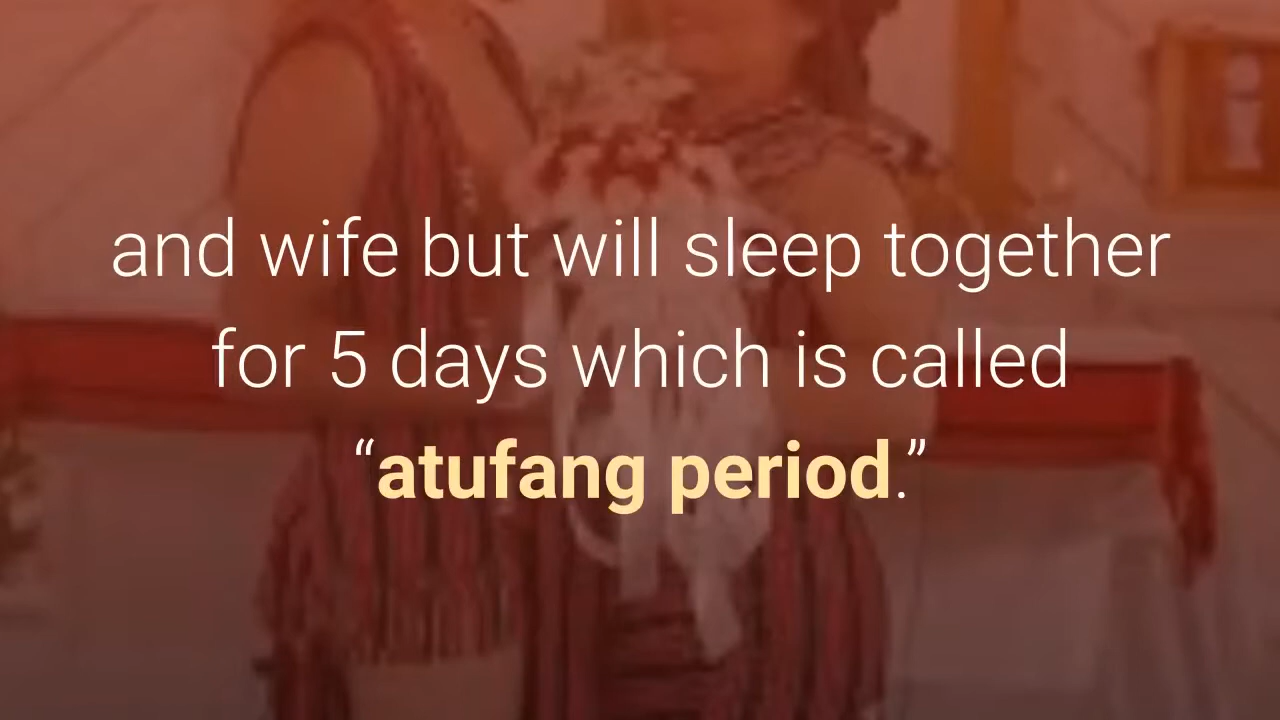 and wife but will sleep together
for 5 days which is called
“atufang period.”